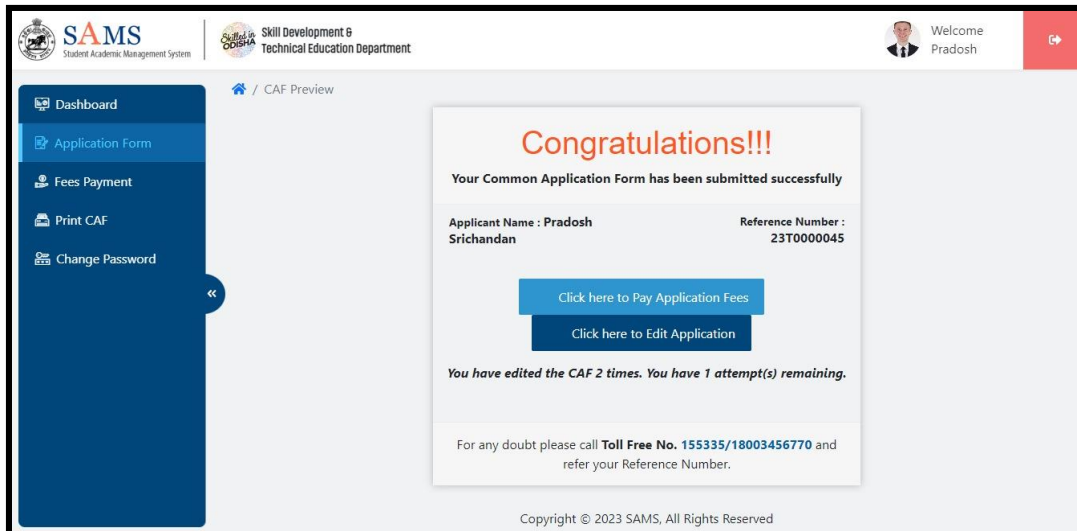 SAMS
Student Academic Management System
Skilled in
ODISHA
Skill Development &
Technical Education Department
Welcome
Pradosh
/ CAF Preview
Dashboard
Application Form
Fees Payment
Print CAF
Change Password
«
Congratulations!!!
Your Common Application Form has been submitted successfully
Applicant Name : Pradosh
Srichandan
Reference Number :
23T0000045
Click here to Pay Application Fees
Click here to Edit Application
You have edited the CAF 2 times. You have 1 attempt(s) remaining.
For any doubt please call Toll Free No. 155335/18003456770 and
refer your Reference Number.
Copyright © 2023 SAMS, All Rights Reserved